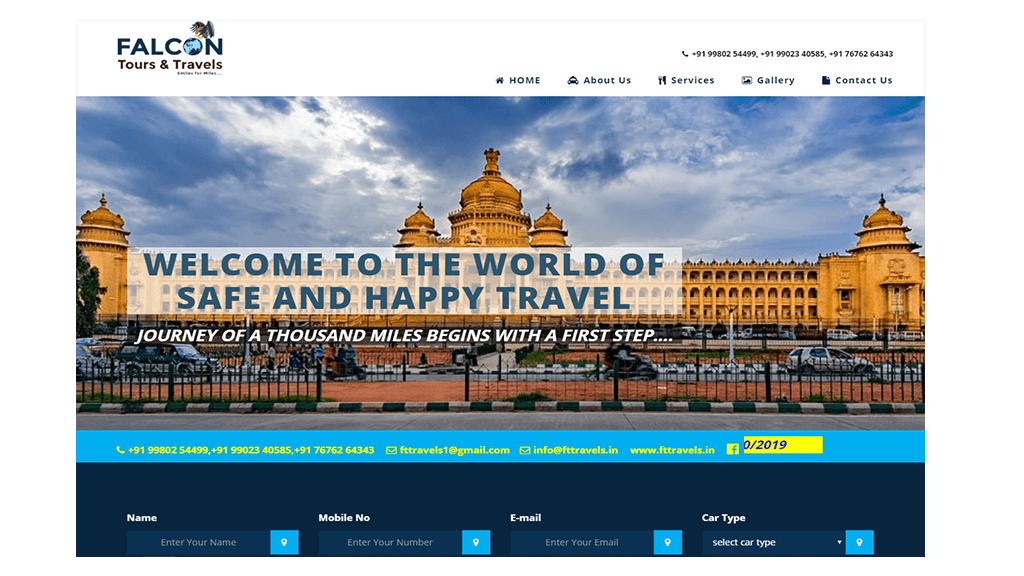 FALCON
Tours & Travels
Smiles for Miles....
+91 99802 54499, +91 99023 40585, +91 76762 64343
HOME About Us Services Gallery Contact Us
WELCOME TO THE WORLD OF
SAFE AND HAPPY TRAVEL
JOURNEY OF A THOUSAND MILES BEGINS WITH A FIRST STEP....
+91 99802 54499,+91 99023 40585,+91 76762 64343 fttravels1@gmail.com info@fttravels.in www.fttravels.in 0/2019
Name Mobile No E-mail Car Type
Enter Your Name Enter Your Number Enter Your Email select car type